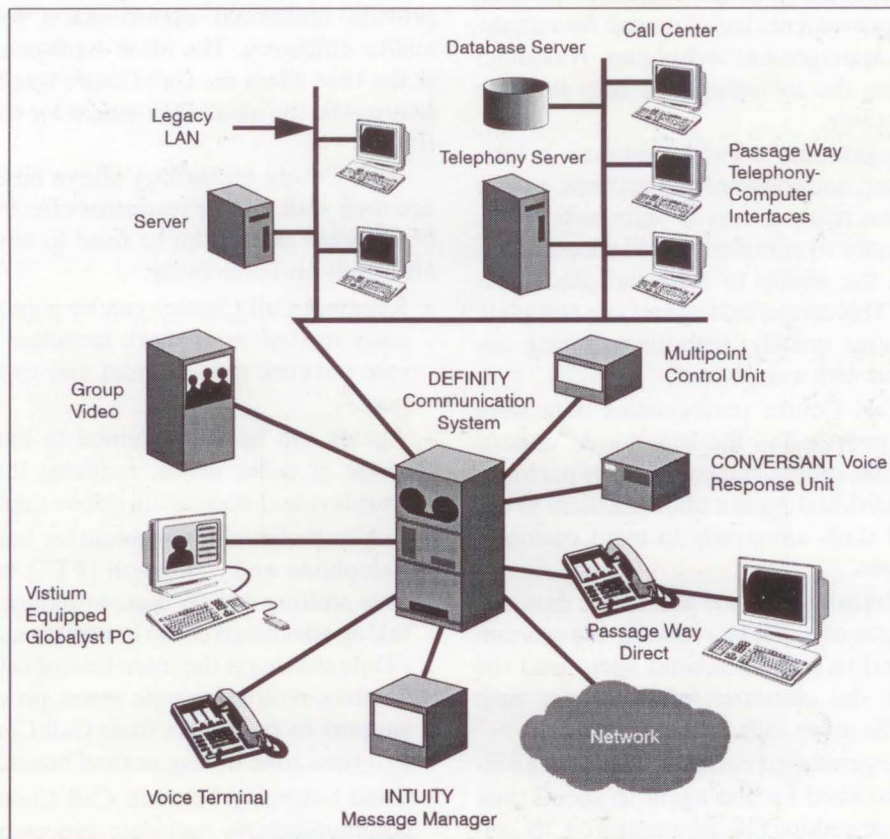 Call Center
Database Server
Legacy
LAN
Telephony Server
Passage Way
Telephony-
Computer
Interfaces
Server
Multipoint
Control Unit
DEFINITY
Communication
System
Group
Video
CONVERSANT Voice
Response Unit
Vistium
Equipped
Globalyst PC
Passage Way
Direct
Network
Voice Terminal
INTUITY
Message Manager